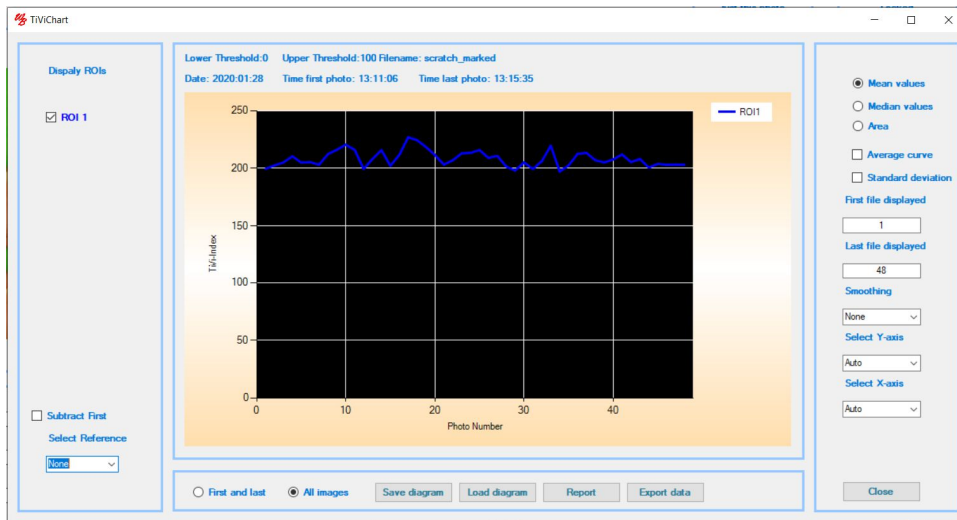 TiViChart
Dispaly ROIs
ROI 1
Subtract First
Select Reference
None
Lower Threshold:0 Upper Threshold:100 Filename: scratch_marked
Date: 2020:01:28 Time first photo: 13:11:06 Time last photo: 13:15:35
250
200
150
100
50
0
TiVi-Index
0 10 20 30 40
Photo Number
ROI1
First and last All images Save diagram Load diagram Report Export data
Mean values
Median values
Area
Average curve
Standard deviation
First file displayed
1
Last file displayed
48
Smoothing
None
Select Y-axis
Auto
Select X-axis
Auto
Close